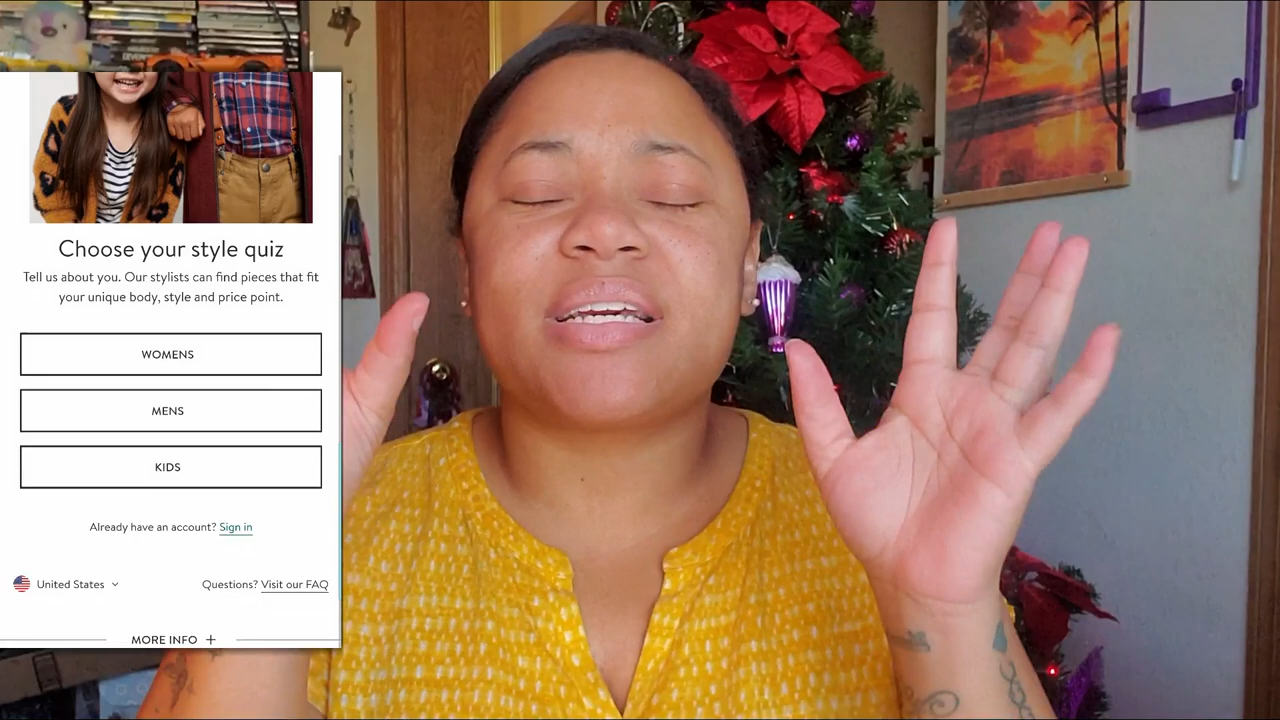 Choose your style quiz
Tell us about you. Our stylists can find pieces that fit
your unique body, style and price point.
WOMENS
MENS
KIDS
Already have an account? Sign in
United States
Questions? Visit our FAQ
MORE INFO +